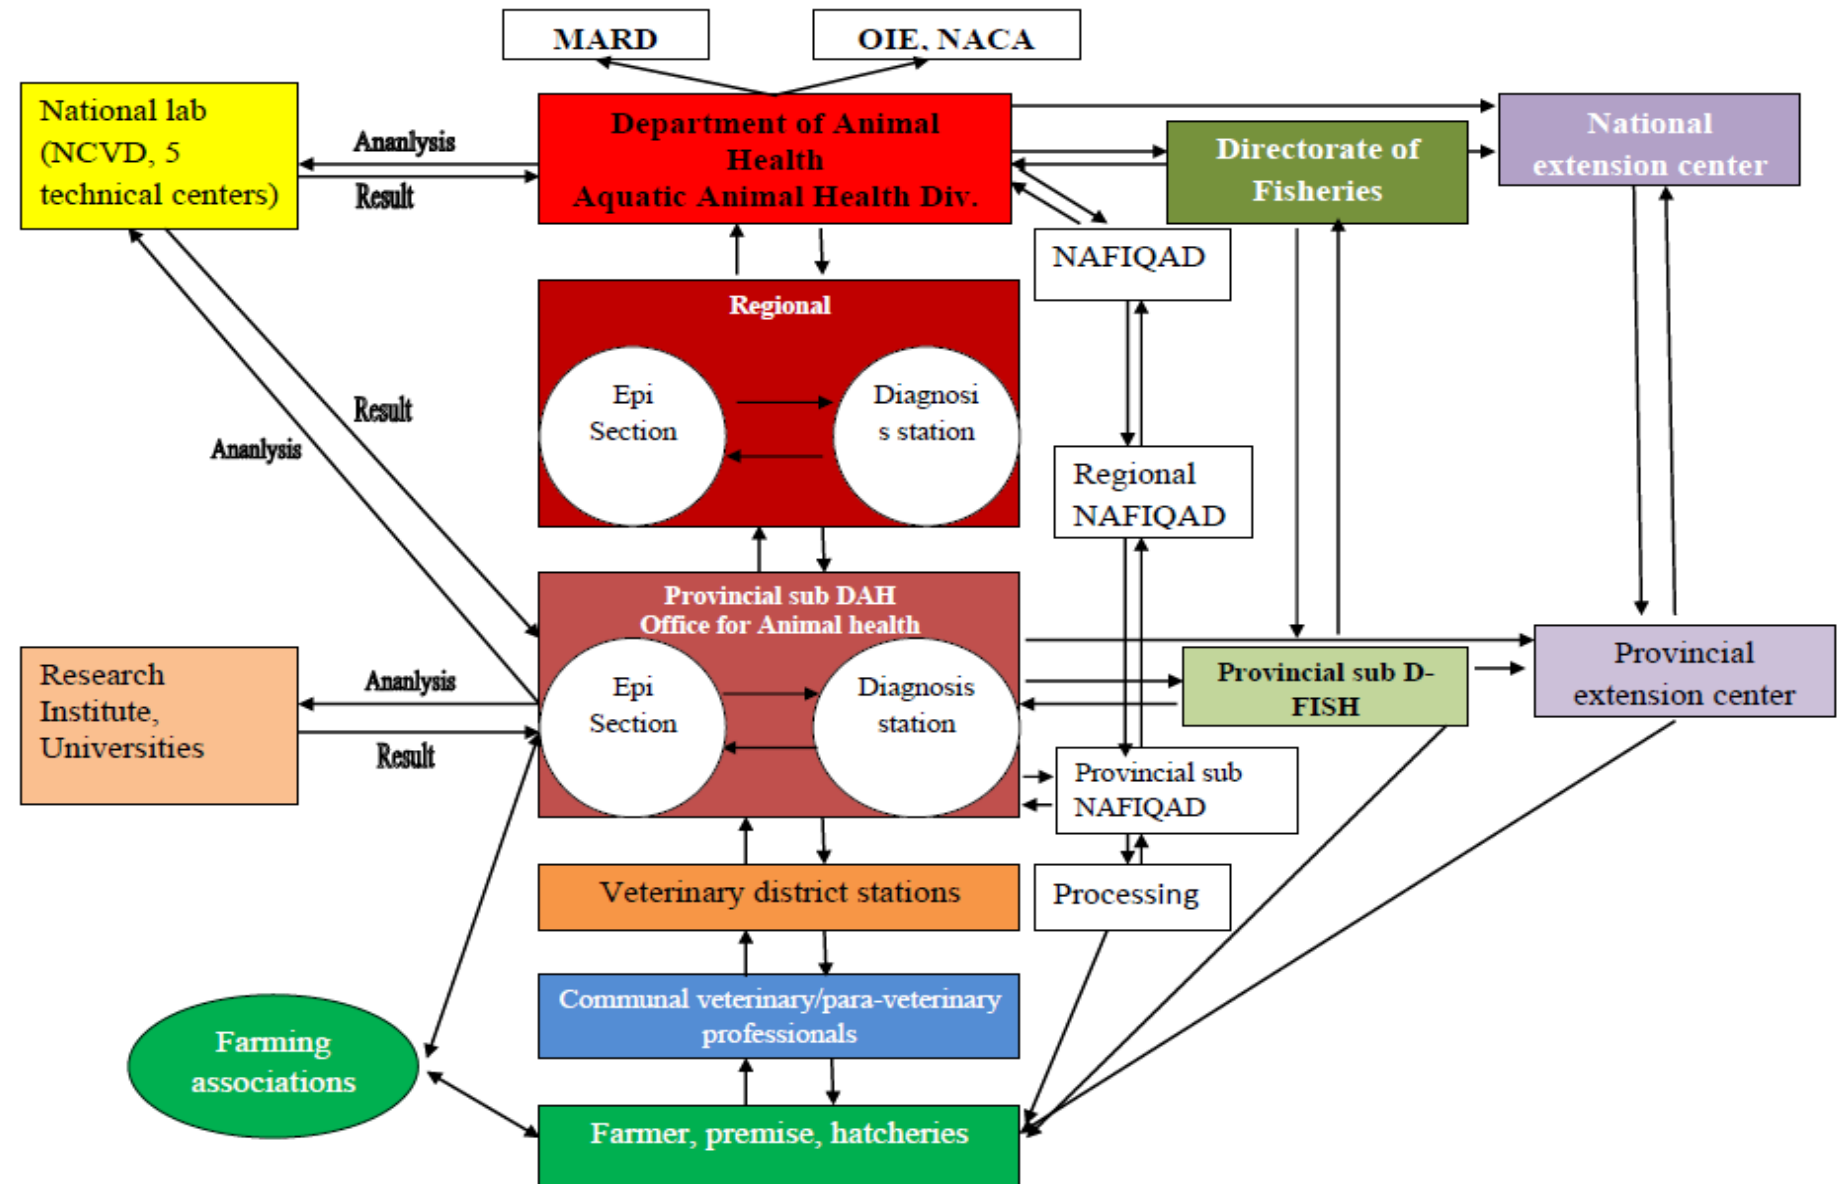 MARD
OIE, NACA
National lab
(NCVD, 5
technical centers)
Ananlysis
Result
Department of Animal
Health
Aquatic Animal Health Div.
Directorate of
Fisheries
National
extension center
NAFIQAD
Regional
Epi
Section
Diagnosi
s station
Result
Ananlysis
Regional
NAFIQAD
Provincial sub DAH
Office for Animal health
Epi
Section
Diagnosis
station
Research
Institute,
Universities
Ananlysis
Result
Provincial sub D-
FISH
Provincial
extension center
Provincial sub
NAFIQAD
Veterinary district stations
Processing
Communal veterinary/para-veterinary
professionals
Farming
associations
Farmer, premise, hatcheries